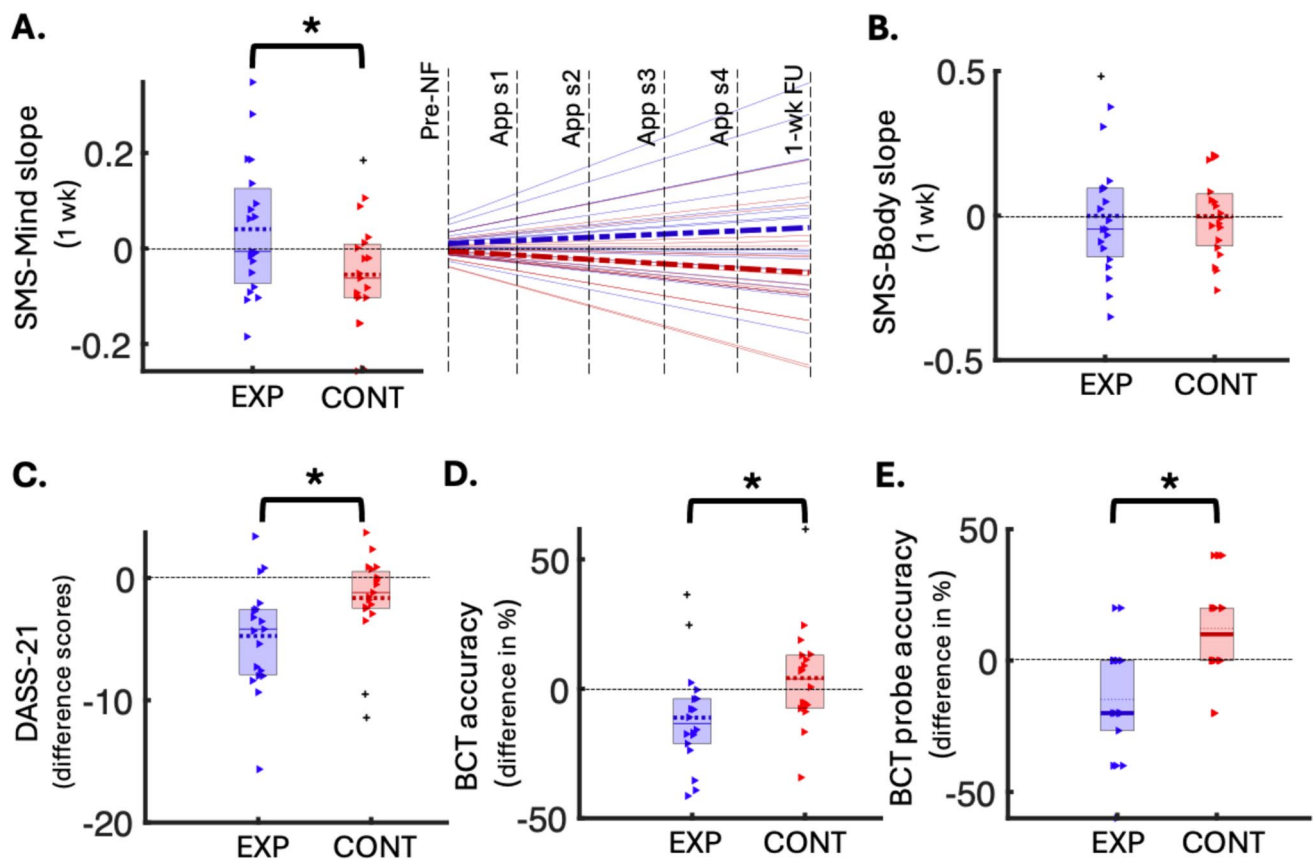 A.
*
SMS-Mind slope
(1 wk)
0.2
0
-0.2
EXP CONT
Pre-NF
App s1
App s2
App s3
App s4
1-wk FU
B.
SMS-Body slope
(1 wk)
0.5
0
-0.5
EXP CONT
C.
*
DASS-21
(difference scores)
0
-10
-20
EXP CONT
D.
*
BCT accuracy
(difference in %)
50
0
-50
EXP CONT
E.
*
BCT probe accuracy
(difference in %)
50
0
-50
EXP CONT